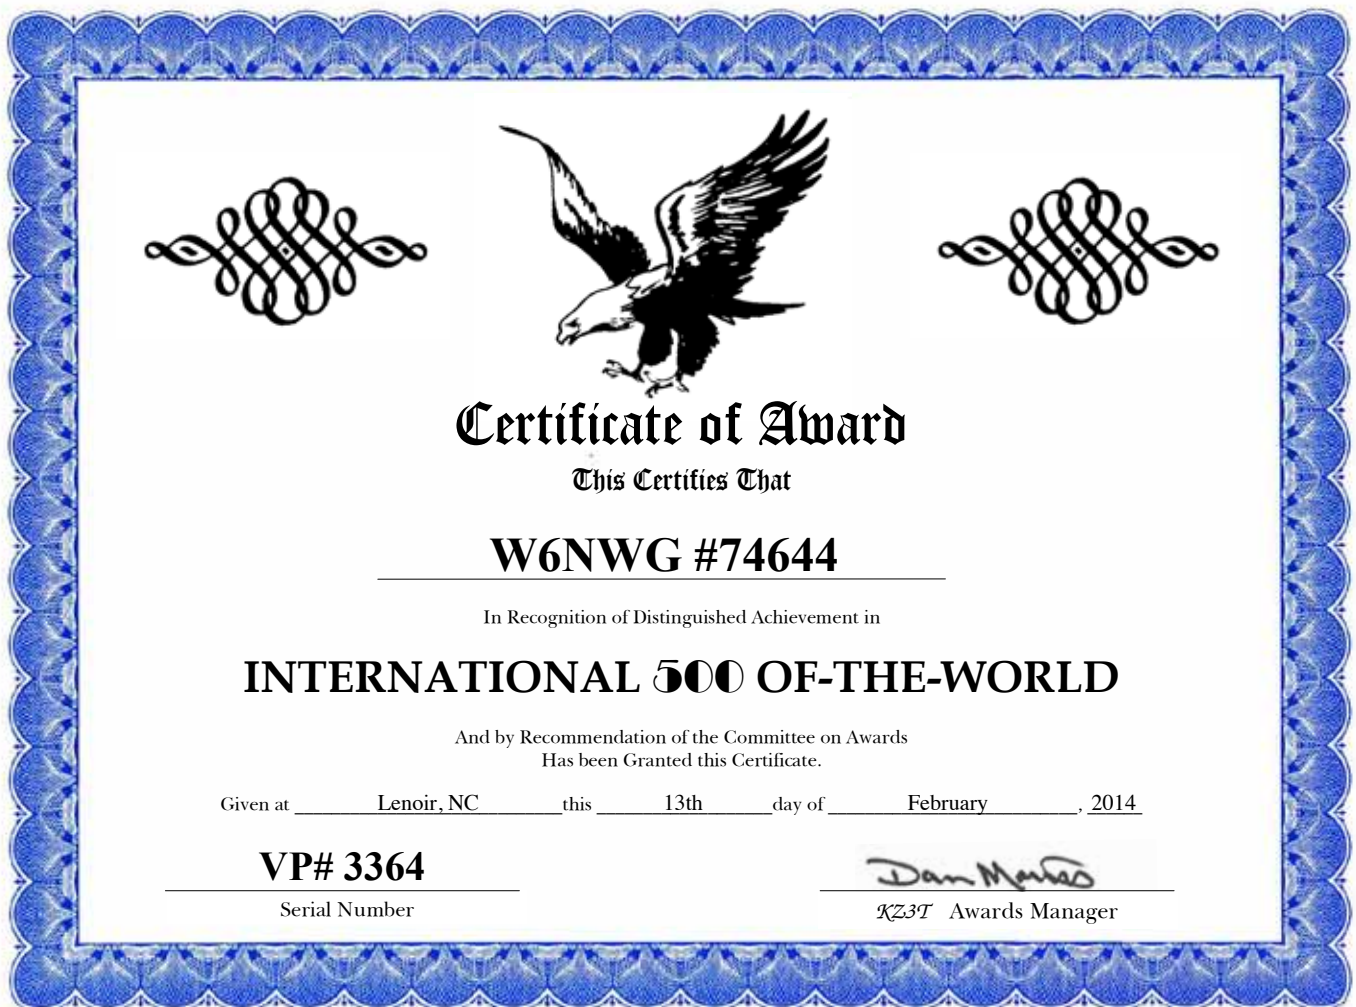 Certificate of Award
This Certifies That
W6NWG #74644
In Recognition of Distinguished Achievement in
INTERNATIONAL 500 OF-THE-WORLD
And by Recommendation of the Committee on Awards
Has been Granted this Certificate.
Given at Lenoir, NC this 13th day of February, 2014
VP# 3364
Serial Number
KZ3T Awards Manager